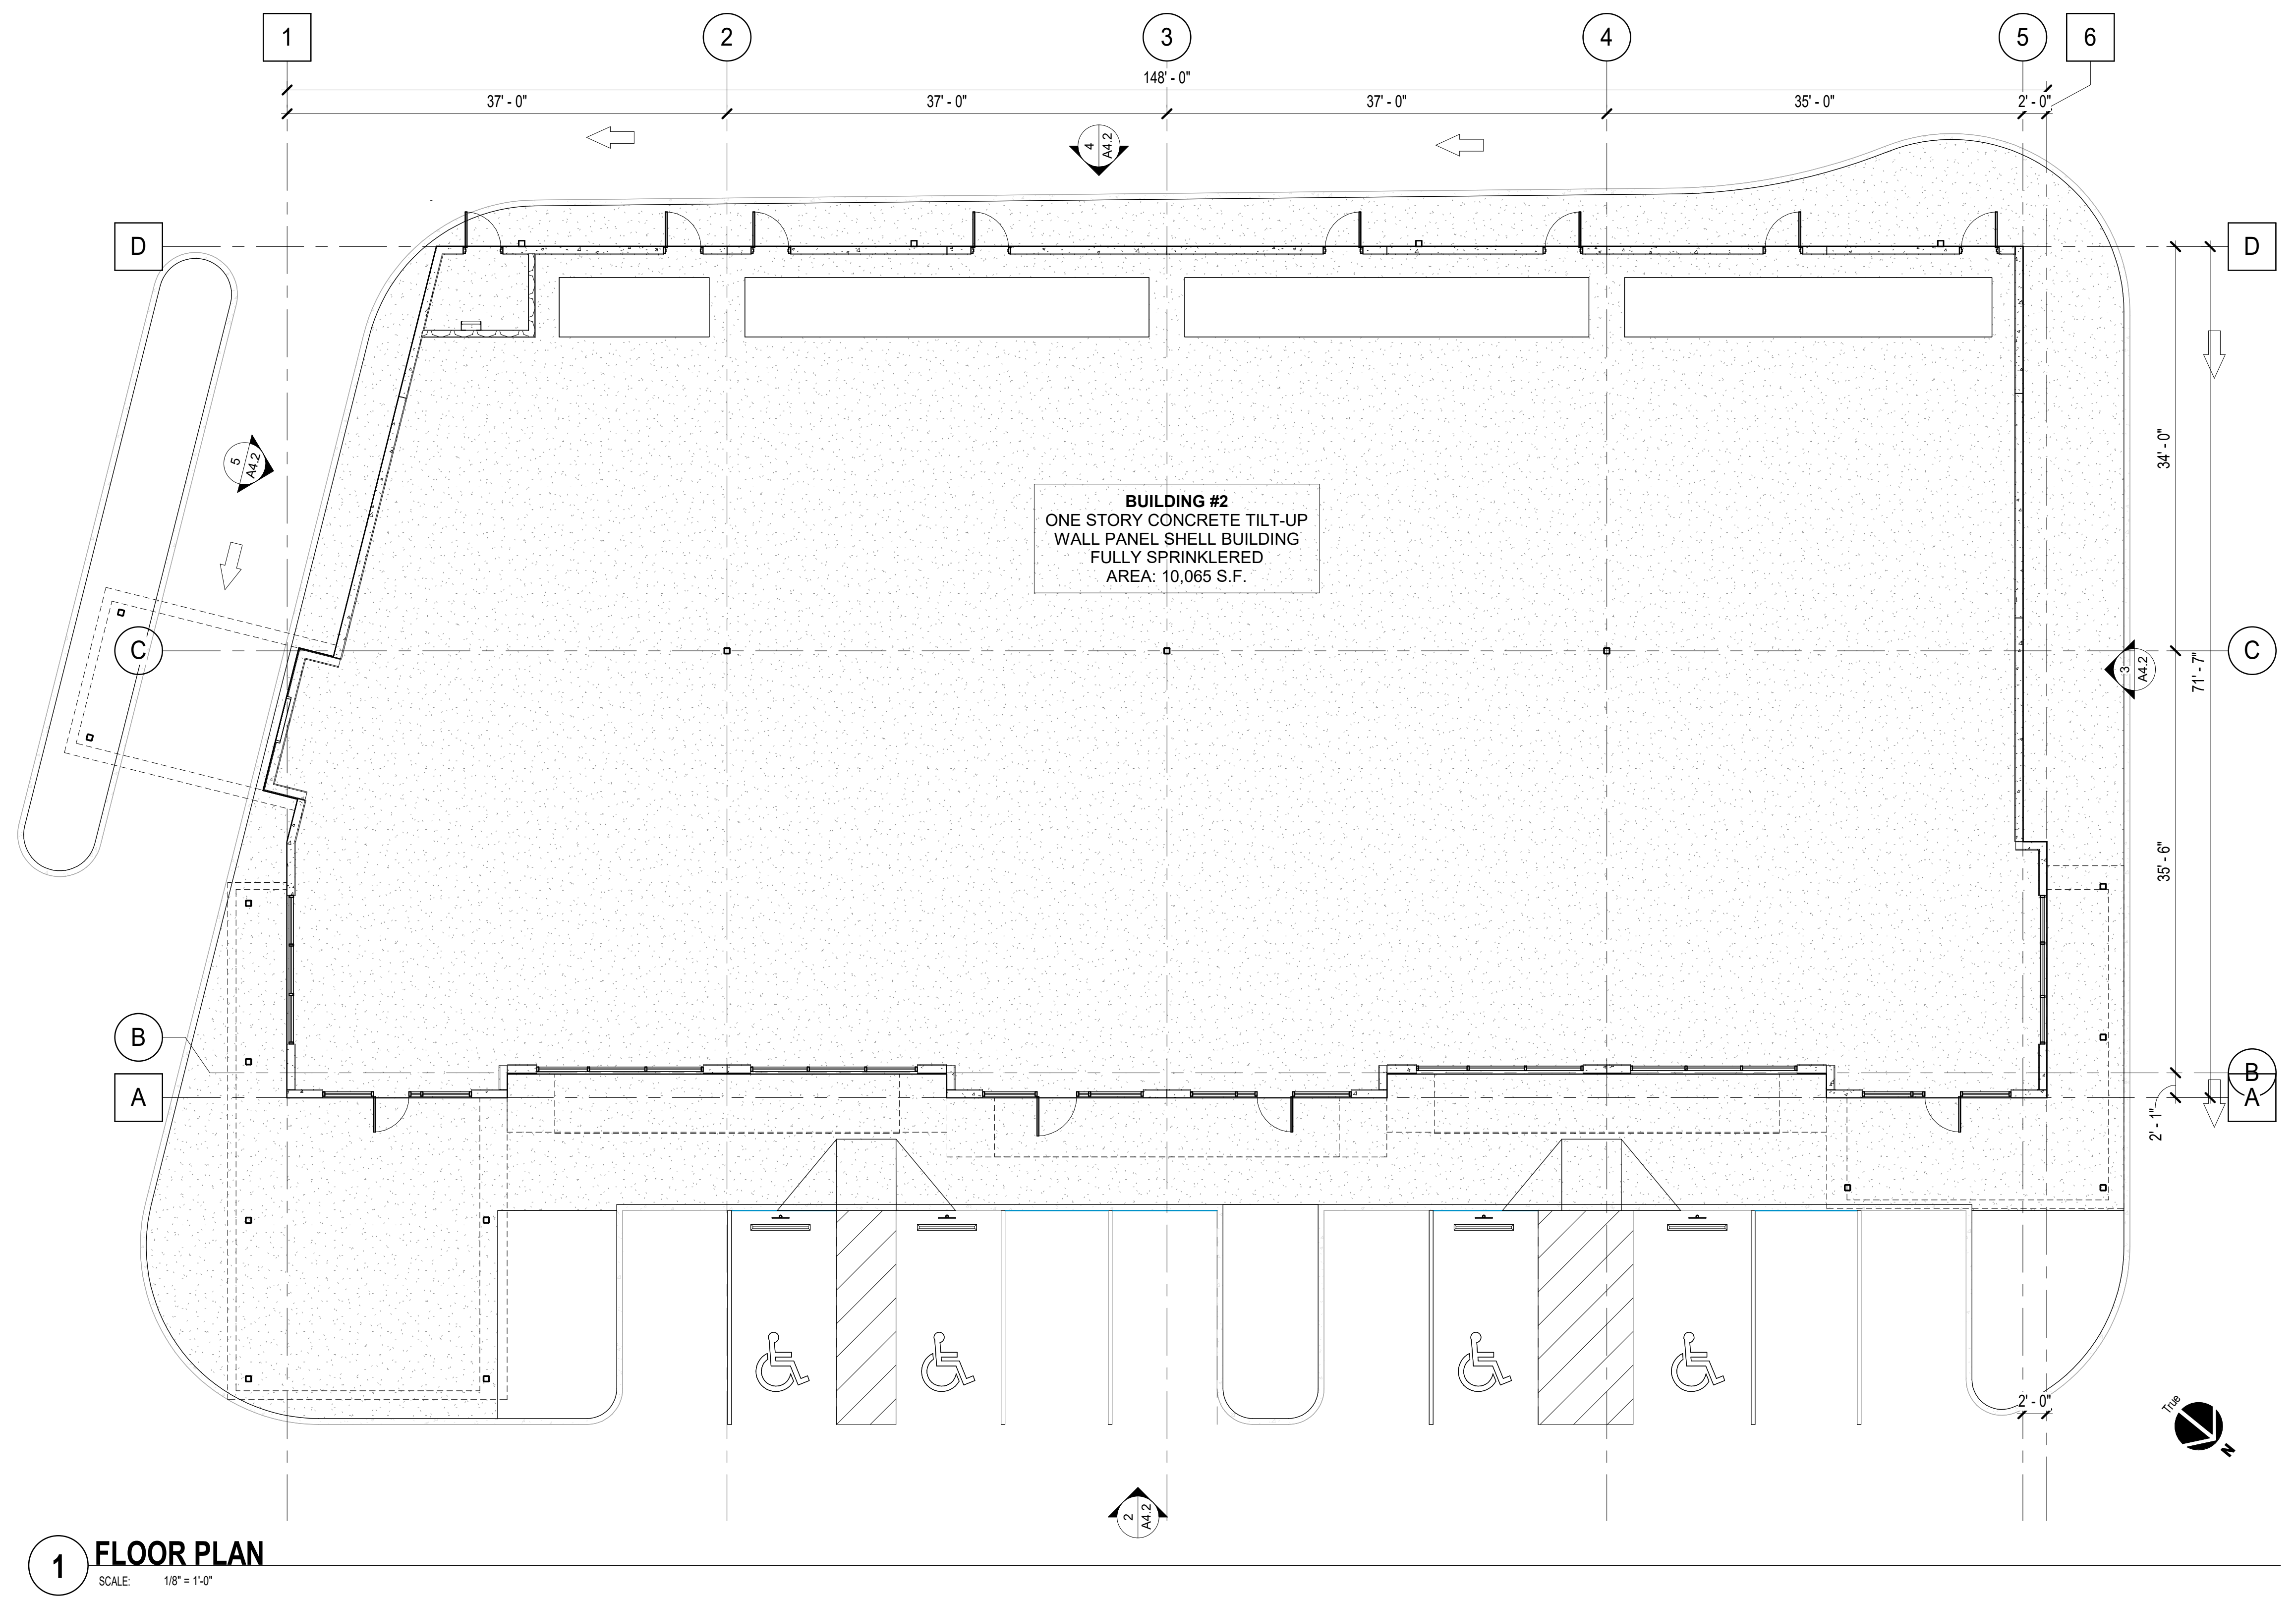 1
2
3
4
5
6
148' - 0"
37' - 0"
37' - 0"
37' - 0"
35' - 0"
2' - 0"
4
A4.2
D
D
5
A4.2
34' - 0"
BUILDING #2
ONE STORY CONCRETE TILT-UP
WALL PANEL SHELL BUILDING
FULLY SPRINKLERED
AREA: 10,065 S.F.
C
C
3
A4.2
71' - 7"
35' - 6"
B
B
A
A
2' - 1"
2' - 0"
True
N
2
A4.2
1
FLOOR PLAN
SCALE: 1/8" = 1'-0"